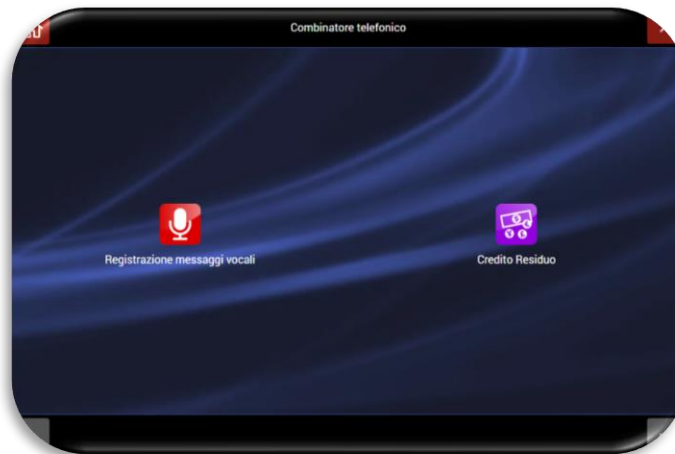 Combinatore telefonico
Registrazione messaggi vocali
Credito Residuo